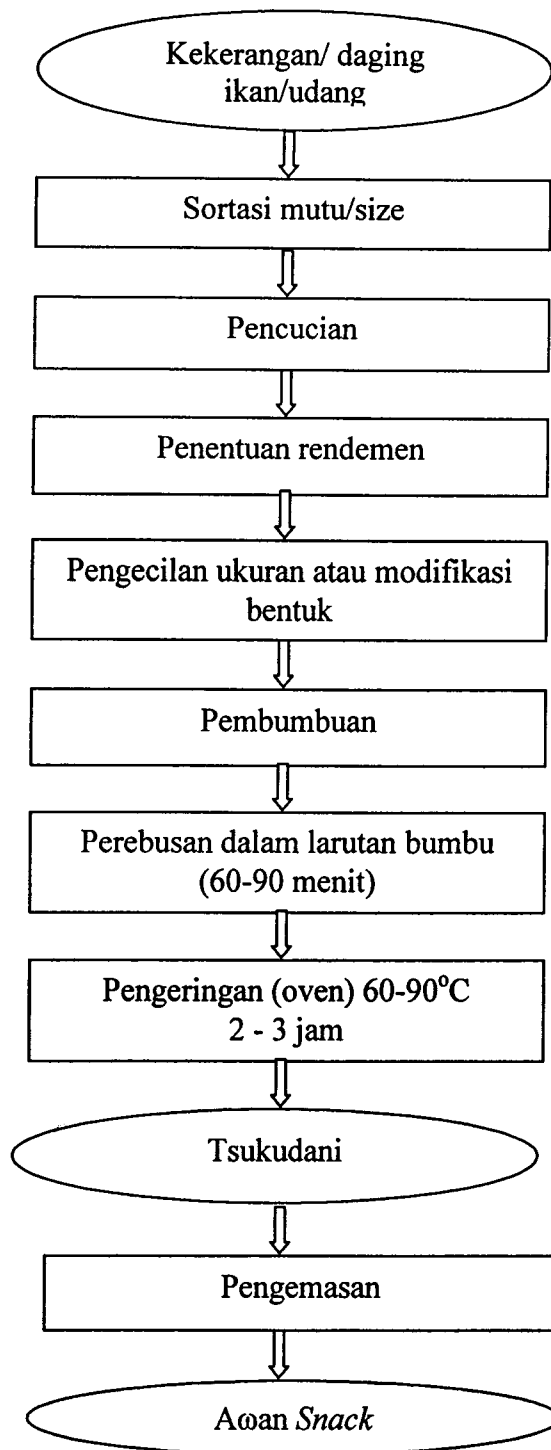 Kekerangan/ daging
ikan/udang
Sortasi mutu/size
Pencucian
Penentuan rendemen
Pengecilan ukuran atau modifikasi
bentuk
Pembumbuan
Perebusan dalam larutan bumbu
(60-90 menit)
Pengeringan (oven) 60-90°C
2 - 3 jam
Tsukudani
Pengemasan
Aωan Snack